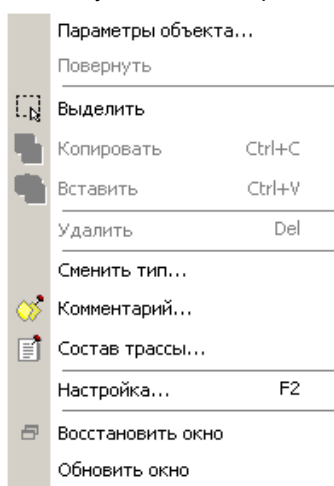 Параметры объекта...
Повернуть
Выделить
Копировать Ctrl+C
Вставить Ctrl+V
Удалить Del
Сменить тип...
Комментарий...
Состав трассы...
Настройка... F2
Восстановить окно
Обновить окно